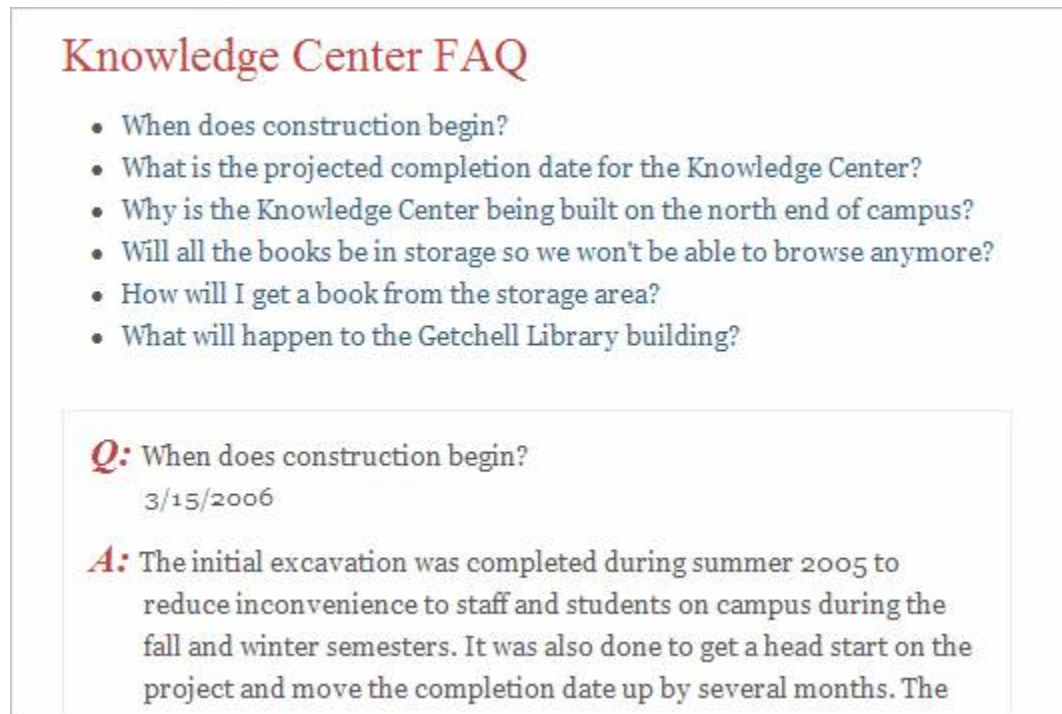 Knowledge Center FAQ
• When does construction begin?
• What is the projected completion date for the Knowledge Center?
• Why is the Knowledge Center being built on the north end of campus?
• Will all the books be in storage so we won't be able to browse anymore?
• How will I get a book from the storage area?
• What will happen to the Getchell Library building?
Q: When does construction begin?
3/15/2006
A: The initial excavation was completed during summer 2005 to
reduce inconvenience to staff and students on campus during the
fall and winter semesters. It was also done to get a head start on the
project and move the completion date up by several months. The